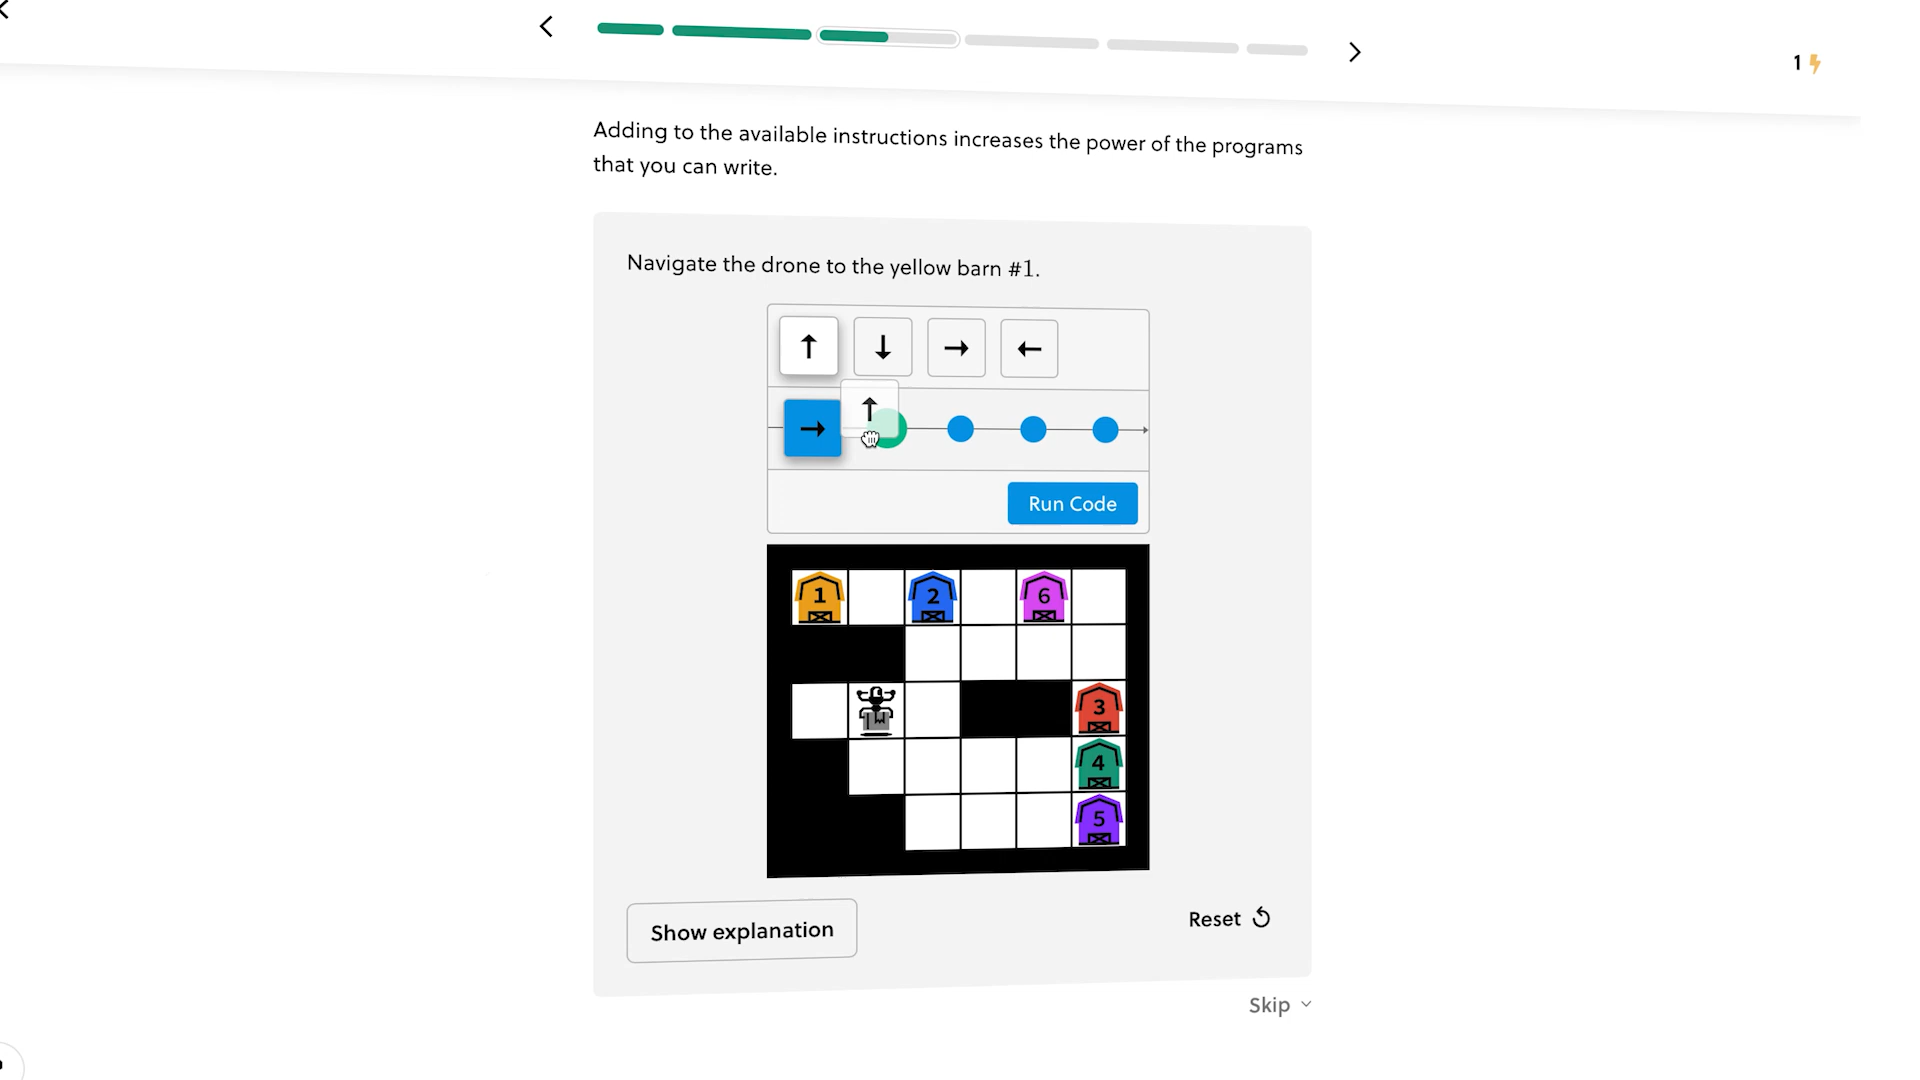 1
Adding to the available instructions increases the power of the programs
that you can write.
Navigate the drone to the yellow barn #1.
Run Code
1 2 6
3
4
5
Show explanation
Reset
Skip